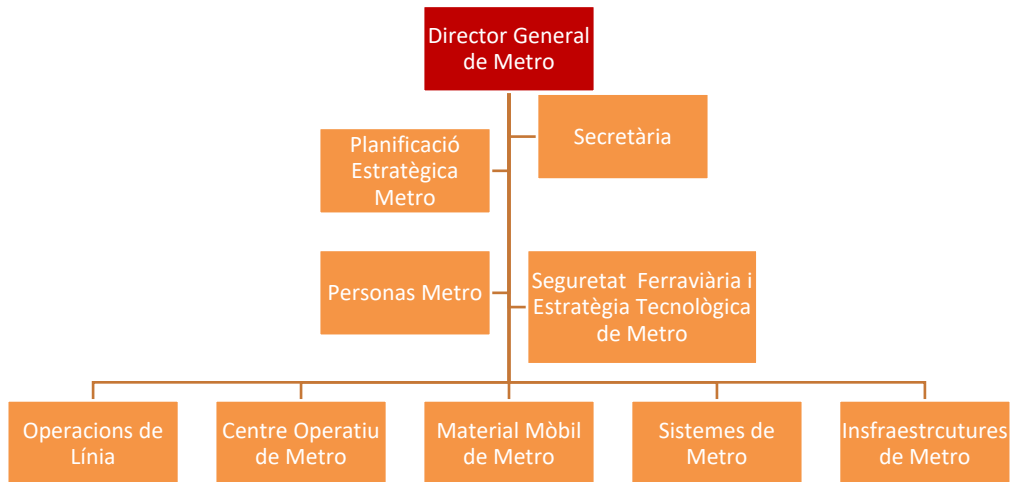 Director General
de Metro
Secretària
Planificació
Estratègica
Metro
Personas Metro
Seguretat Ferraviària i
Estratègia Tecnològica
de Metro
Operacions de
Línia
Centre Operatiu
de Metro
Material Mòbil
de Metro
Sistemes de
Metro
Insfraestrcutures
de Metro